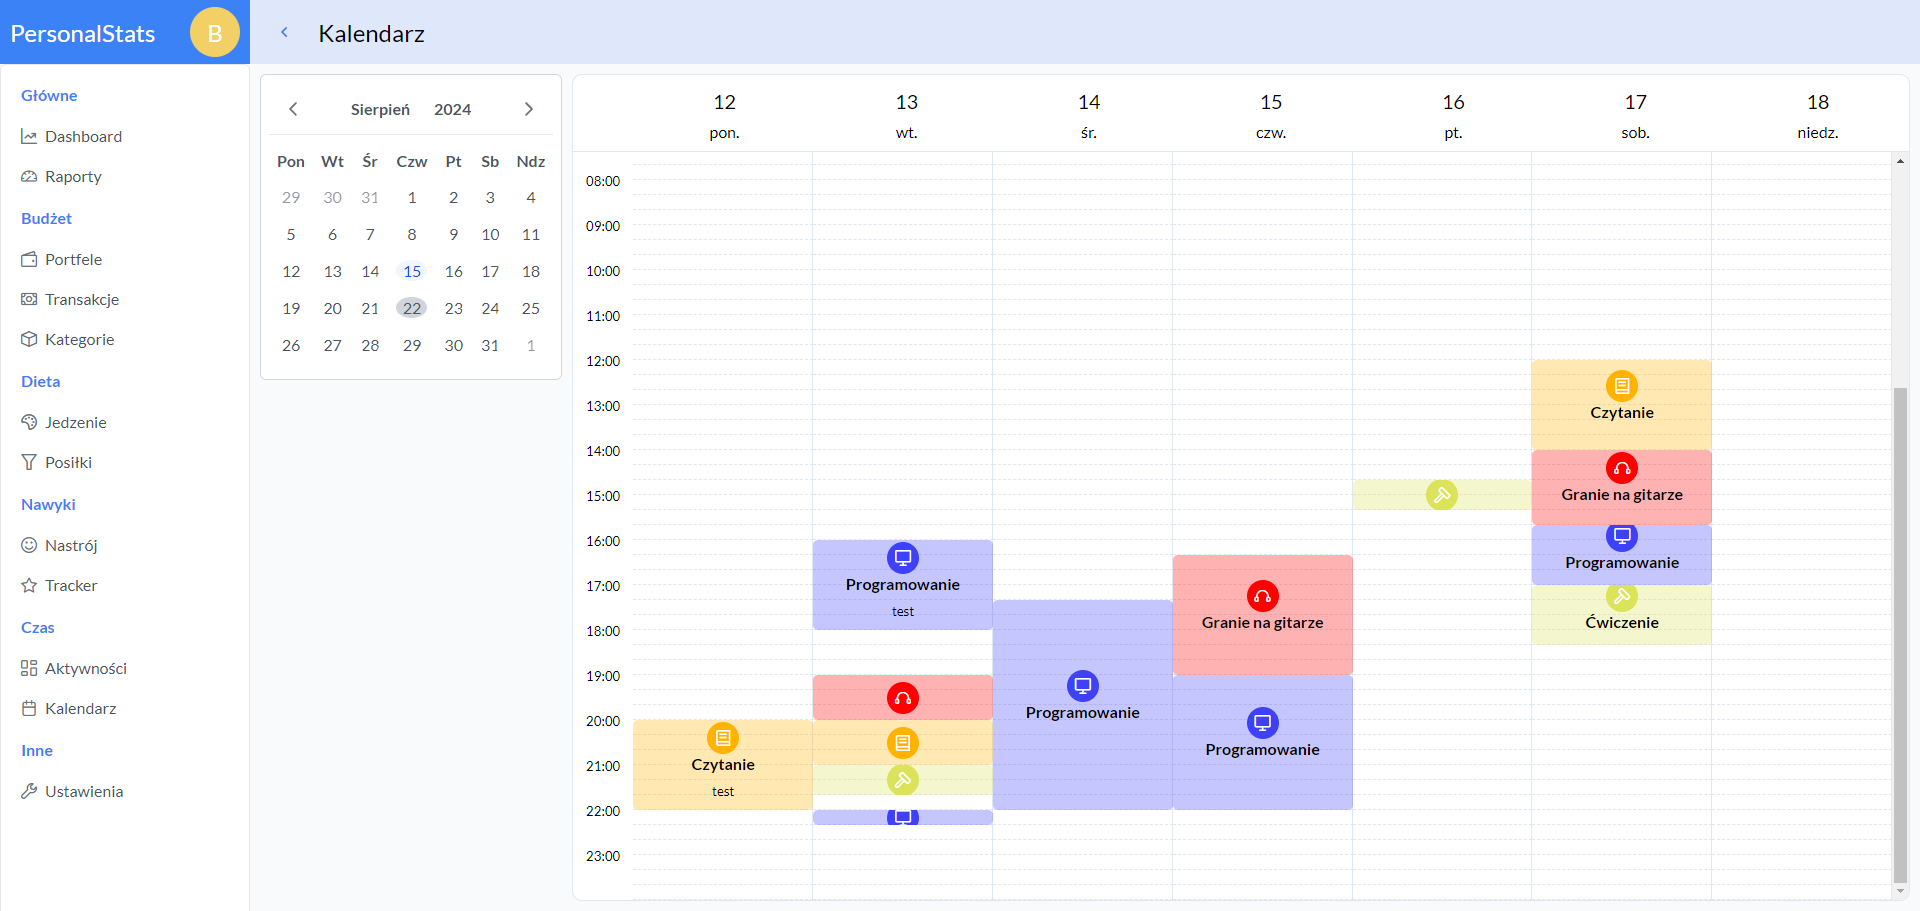 PersonalStats
B
Kalendarz
Główne
Dashboard
Raporty
Budżet
Portfele
Transakcje
Kategorie
Dieta
Jedzenie
Posiłki
Nawyki
Nastrój
Tracker
Czas
Aktywności
Kalendarz
Inne
Ustawienia
Sierpień 2024
Pon Wt Śr Czw Pt Sb Ndz
29 30 31 1 2 3 4
5 6 7 8 9 10 11
12 13 14 15 16 17 18
19 20 21 22 23 24 25
26 27 28 29 30 31 1
12 13 14 15 16 17 18
pon. wt. śr. czw. pt. sob. niedz.
08:00
09:00
10:00
11:00
12:00
13:00
14:00
15:00
16:00
17:00
18:00
19:00
20:00
21:00
22:00
23:00
Czytanie
test
Programowanie
test
Programowanie
Granie na gitarze
Programowanie
Czytanie
Granie na gitarze
Programowanie
Ćwiczenie